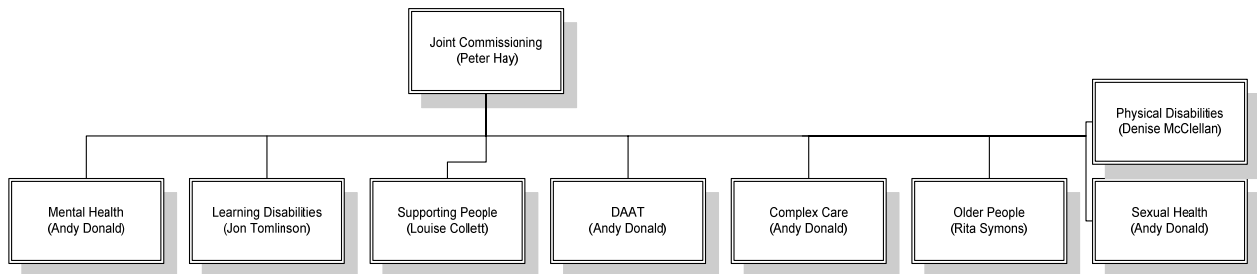 Joint Commissioning
(Peter Hay)
Physical Disabilities
(Denise McClellan)
Mental Health
(Andy Donald)
Learning Disabilities
(Jon Tomlinson)
Supporting People
(Louise Collett)
DAAT
(Andy Donald)
Complex Care
(Andy Donald)
Older People
(Rita Symons)
Sexual Health
(Andy Donald)